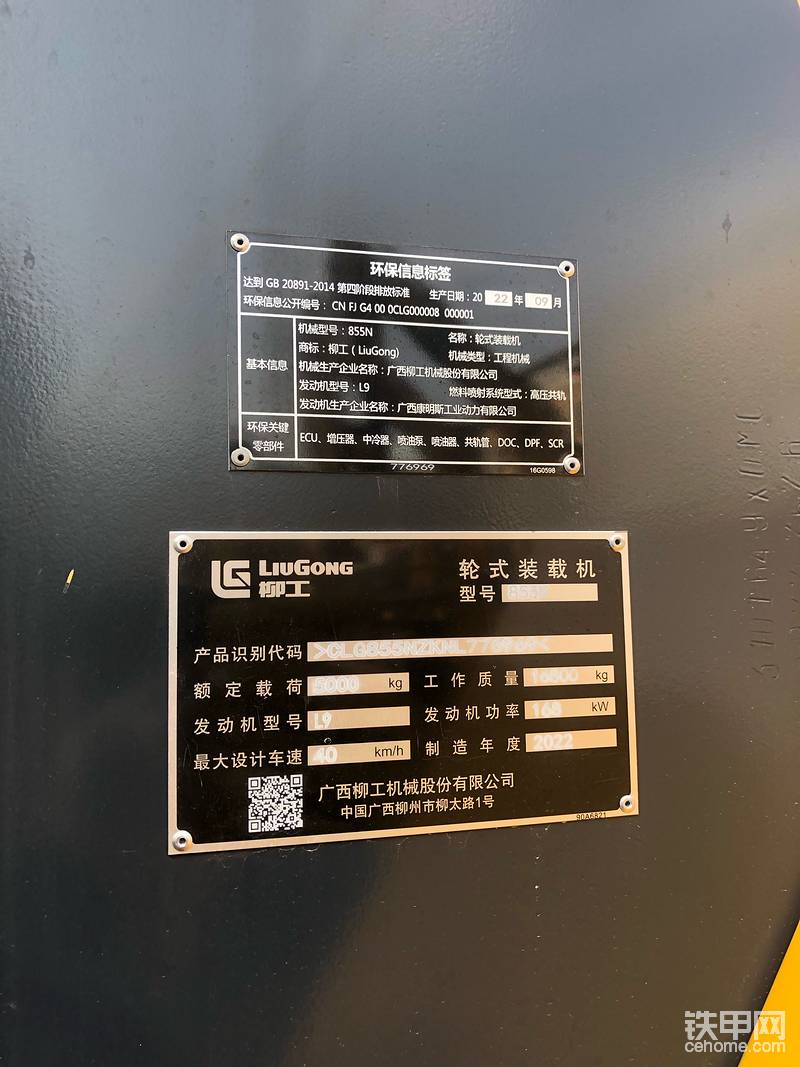 环保信息标签
达到 GB 20891-2014 第四阶段排放标准 生产日期: 20 22 年 09 月
环保信息公开编号: CN FJ G4 00 0CLG000008 000001
机械型号: 855N 名称: 轮式装载机
商标: 柳工 (LiuGong) 机械类型: 工程机械
基本信息
机械生产企业名称: 广西柳工机械股份有限公司
发动机型号: L9 燃料喷射系统型式: 高压共轨
发动机生产企业名称: 广西康明斯工业动力有限公司
环保关键
零部件
ECU、增压器、中冷器、喷油泵、喷油器、共轨管、DOC、DPF、SCR
776969 16G0598
LG LIUGONG 柳工
轮式装载机
型号
产品识别代码
额定载荷 5000 kg 工作质量 16800 kg
发动机型号 L9 发动机功率 168 kW
最大设计车速 40 km/h 制造年度 2022
广西柳工机械股份有限公司
中国广西柳州市柳太路1号
90A6821
铁甲网
cehome.com